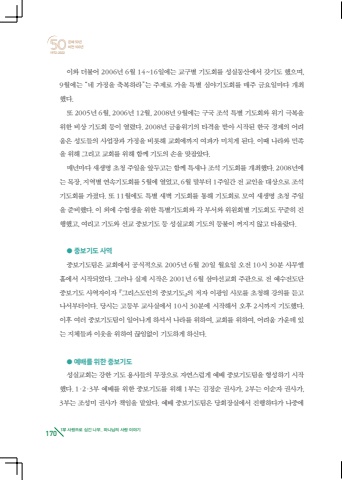 50
이와 더불어 2006년 6월 14~16일에는 교구별 기도회를 성실동산에서 갖기도 했으며,
9월에는 “네 가정을 축복하라”는 주제로 가을 특별 심야기도회를 매주 금요일마다 개최
했다.
또 2005년 6월, 2006년 12월, 2008년 9월에는 구국 조석 특별 기도회와 위기 극복을
위한 비상 기도회 등이 열렸다. 2008년 금융위기의 타격을 받아 시작된 한국 경제의 어려
움은 성도들의 사업장과 가정을 비롯해 교회에까지 여파가 미치게 된다. 이때 나라와 민족
을 위해 그리고 교회를 위해 함께 기도의 손을 맞잡았다.
매년마다 새생명 초청 주일을 앞두고는 함께 특새나 조석 기도회를 개최했다. 2008년에
는 목장, 지역별 연속기도회를 5월에 열었고, 6월 말부터 1주일간 전 교인을 대상으로 조석
기도회를 가졌다. 또 11월에도 특별 새벽 기도회를 통해 기도회로 모여 새생명 초청 주일
을 준비했다. 이 외에 수험생을 위한 특별기도회와 각 부서와 위원회별 기도회도 꾸준히 진
행했고, 여리고 기도와 선교 중보기도 등 성실교회 기도의 등불이 꺼지지 않고 타올랐다.
● 중보기도 사역
중보기도팀은 교회에서 공식적으로 2005년 6월 20일 월요일 오전 10시 30분 사무엘
홀에서 시작되었다. 그러나 실제 시작은 2001년 6월 삼마선교회 주관으로 전 예수전도단
중보기도 사역자이자 『그리스도인의 중보기도』의 저자 이광임 사모를 초청해 강의를 듣고
나서부터이다. 당시는 고등부 교사실에서 10시 30분에 시작해서 오후 2시까지 기도했다.
이후 여러 중보기도팀이 일어나게 하셔서 나라를 위하여, 교회를 위하여, 어려움 가운데 있
는 지체들과 이웃을 위하여 끊임없이 기도하게 하신다.
● 예배를 위한 중보기도
성실교회는 강한 기도 용사들의 무장으로 자연스럽게 예배 중보기도팀을 형성하기 시작
했다. 1·2·3부 예배를 위한 중보기도를 위해 1부는 김정순 권사가, 2부는 이순자 권사가,
3부는 조성미 권사가 책임을 맡았다. 예배 중보기도팀은 당회장실에서 진행하다가 나중에
170
1부 사랑으로 심긴 나무, 하나님의 사람 이야기